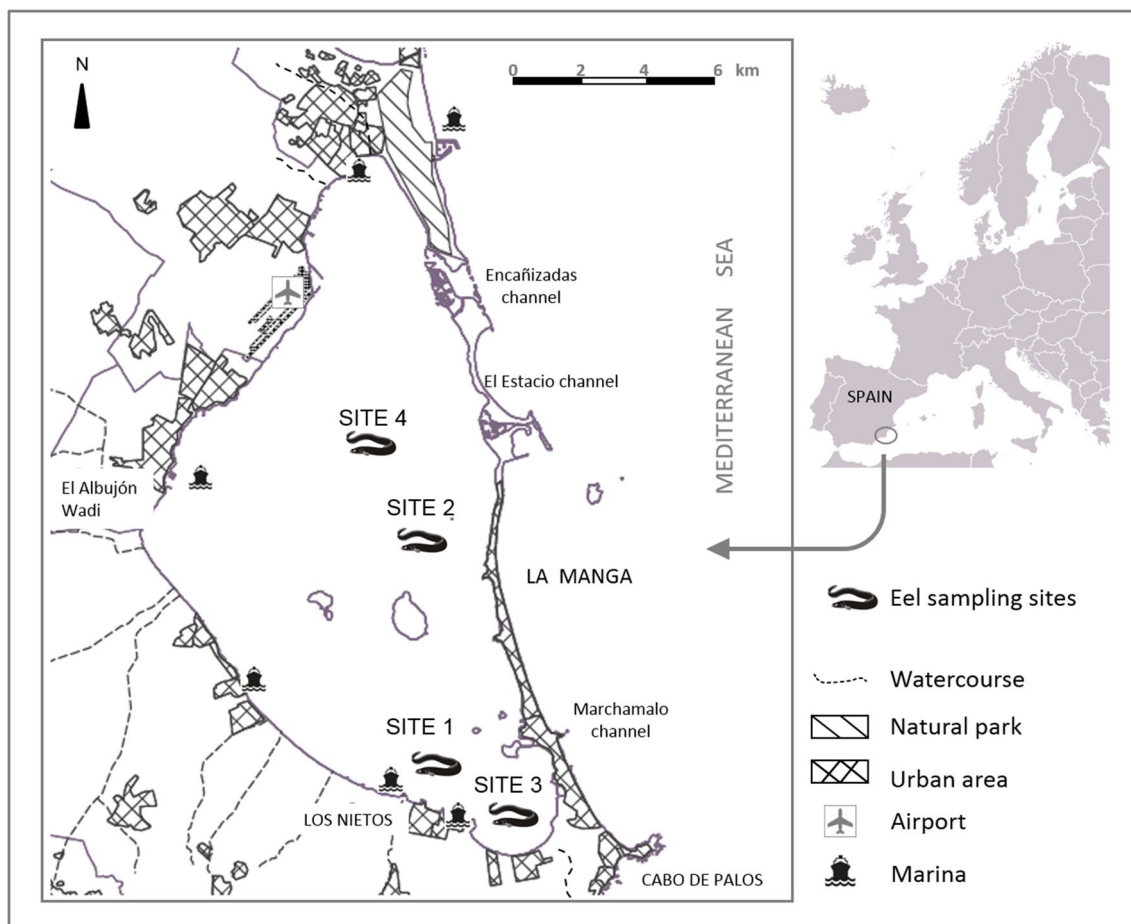 N
0 2 4 6 km
Encañizadas
channel
El Estacio channel
MEDITERRANEAN SEA
SPAIN
SITE 4
El Albujón
Wadi
SITE 2
LA MANGA
Eel sampling sites
Watercourse
Marchamalo
channel
Natural park
SITE 1
Urban area
SITE 3
LOS NIETOS
Airport
CABO DE PALOS
Marina